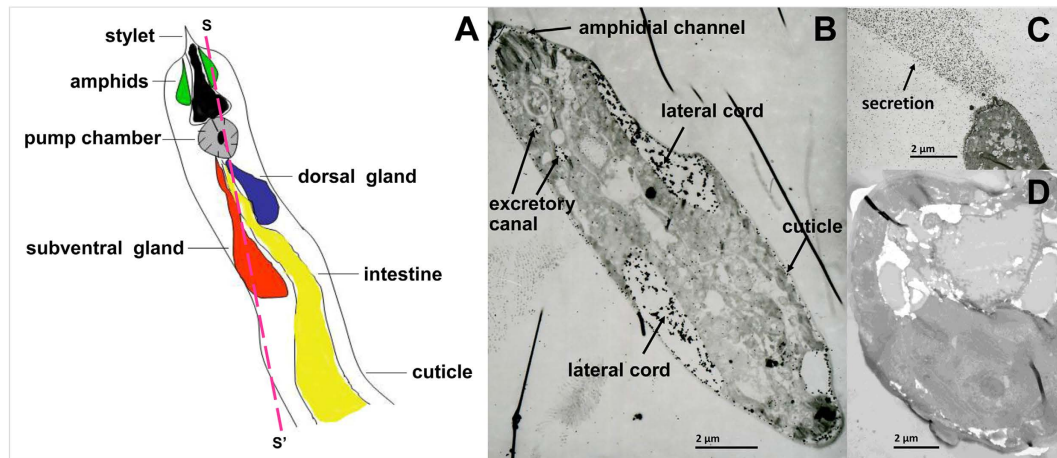 A
S
stylet
amphids
pump chamber
dorsal gland
subventral gland
intestine
cuticle
S'
B
amphidial channel
lateral cord
excretory
canal
cuticle
lateral cord
2 µm
C
secretion
2 µm
D
2 µm